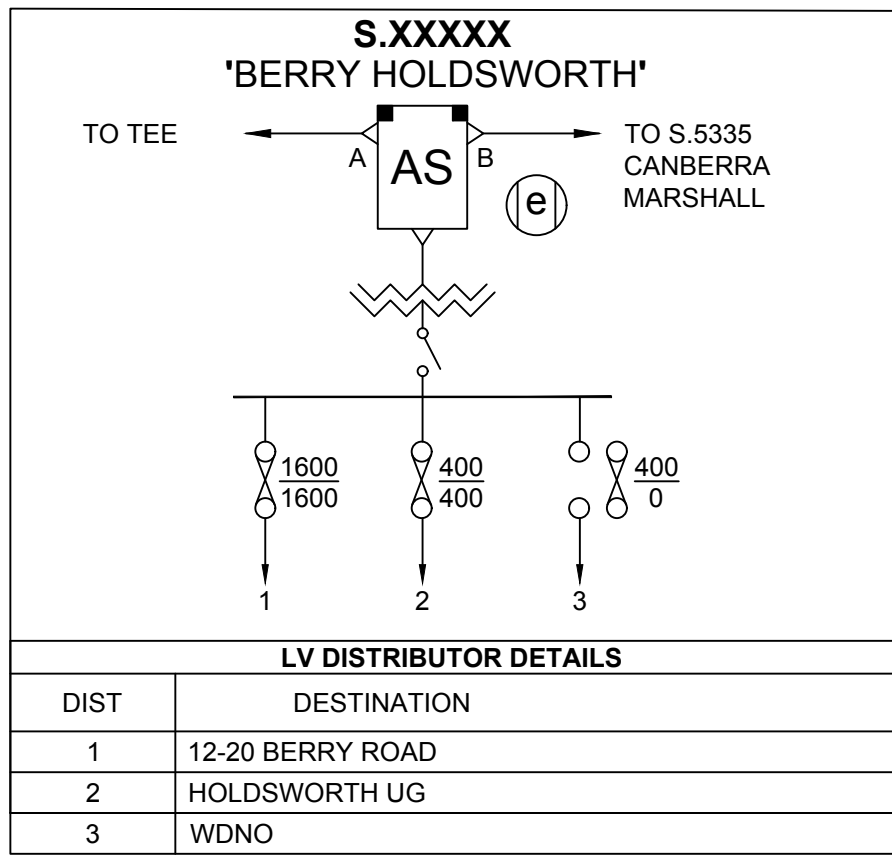 S.XXXXX
'BERRY HOLDSWORTH'
TO TEE
A
AS
B
TO S.5335
CANBERRA
MARSHALL
e
1600
1600
400
400
400
0
1
2
3
LV DISTRIBUTOR DETAILS
DIST DESTINATION
1 12-20 BERRY ROAD
2 HOLDSWORTH UG
3 WDNO